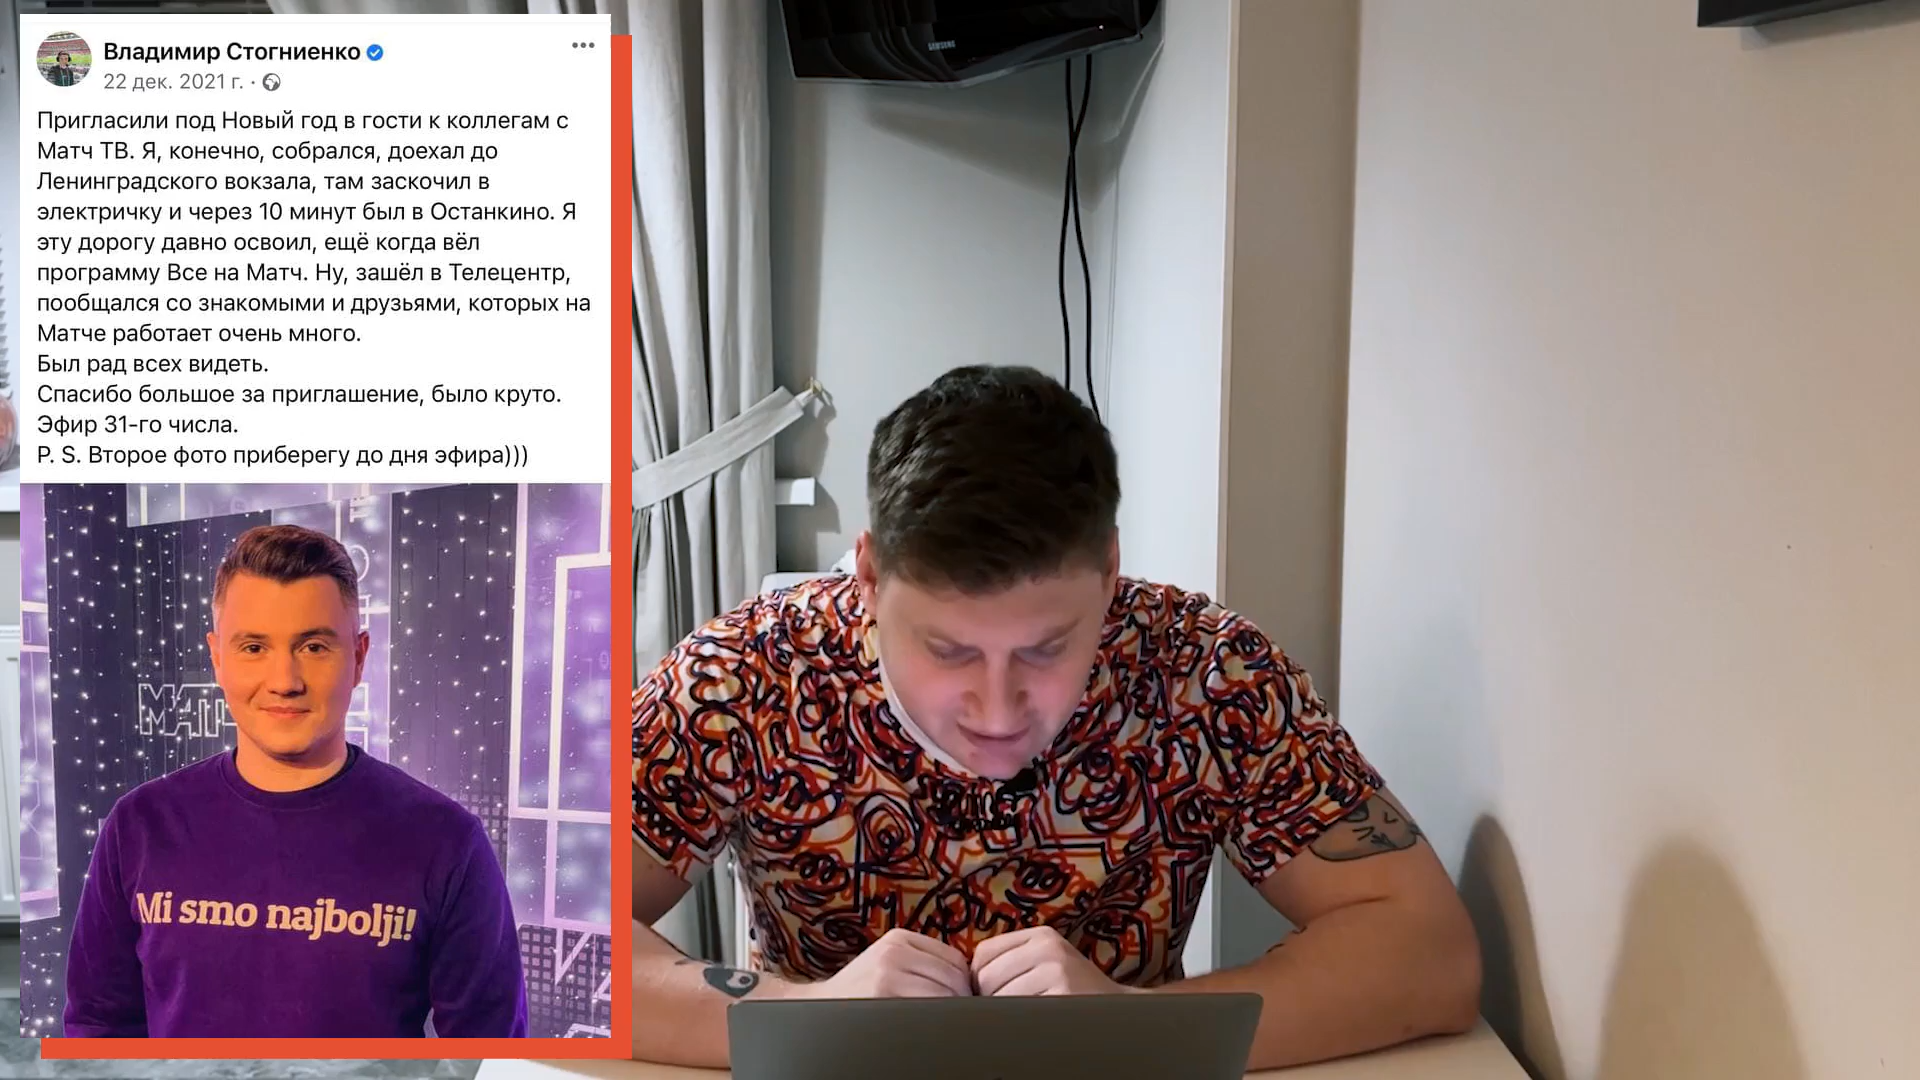 Владимир Стогниенко
22 дек. 2021 г. ·
Пригласили под Новый год в гости к коллегам с
Матч ТВ. Я, конечно, собрался, доехал до
Ленинградского вокзала, там заскочил в
электричку и через 10 минут был в Останкино. Я
эту дорогу давно освоил, ещё когда вёл
программу Все на Матч. Ну, зашёл в Телецентр,
пообщался со знакомыми и друзьями, которых на
Матче работает очень много.
Был рад всех видеть.
Спасибо большое за приглашение, было круто.
Эфир 31-го числа.
P. S. Второе фото приберегу до дня эфира)))
Mi smo najbolji!
SAMSUNG